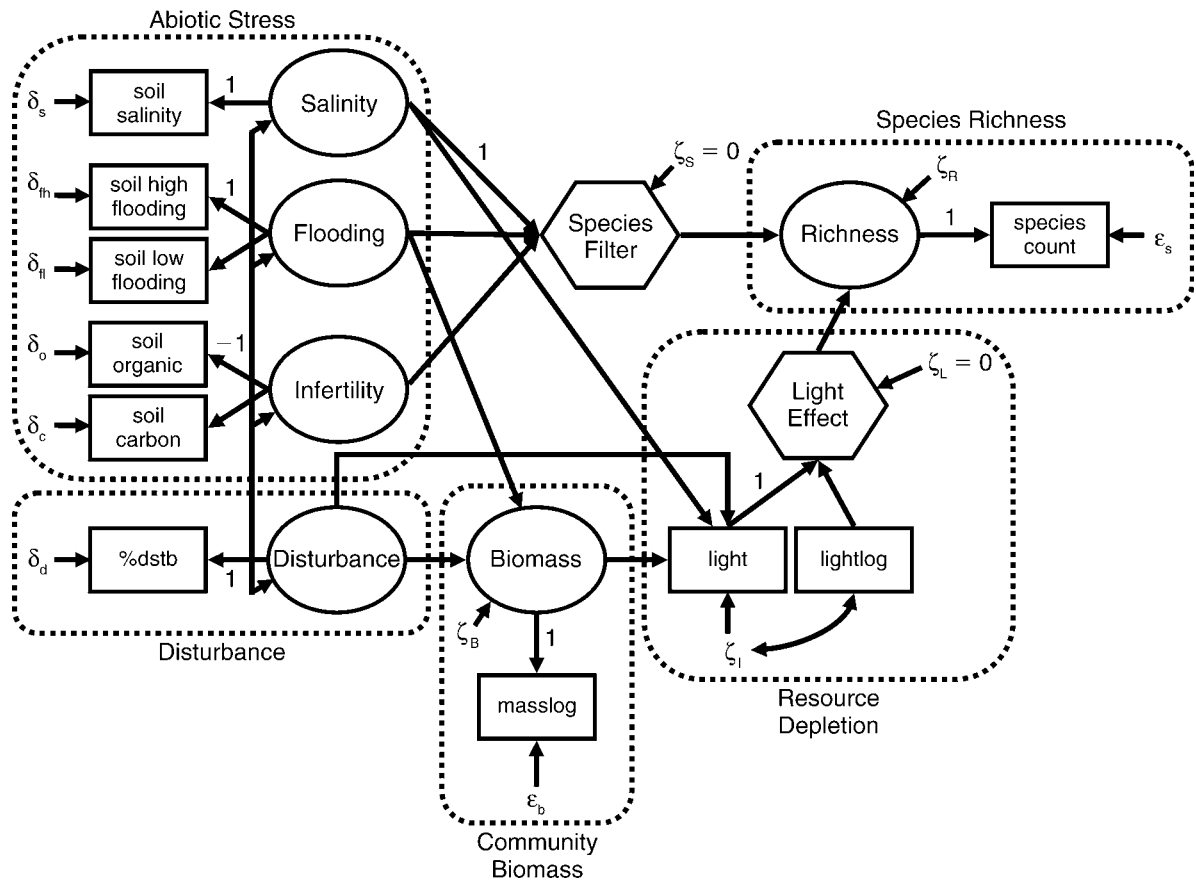 Abiotic Stress
δs
soil
salinity
1
Salinity
δfh
soil high
flooding
1
Flooding
δfl
soil low
flooding
δo
soil
organic
−1
Infertility
δc
soil
carbon
1
Species
Filter
ζS = 0
Species Richness
ζR
Richness
1
species
count
εs
Light
Effect
ζL = 0
1
light
lightlog
ζl
Resource
Depletion
δd
%dstb
1
Disturbance
Disturbance
Biomass
ζB
1
masslog
εb
Community
Biomass